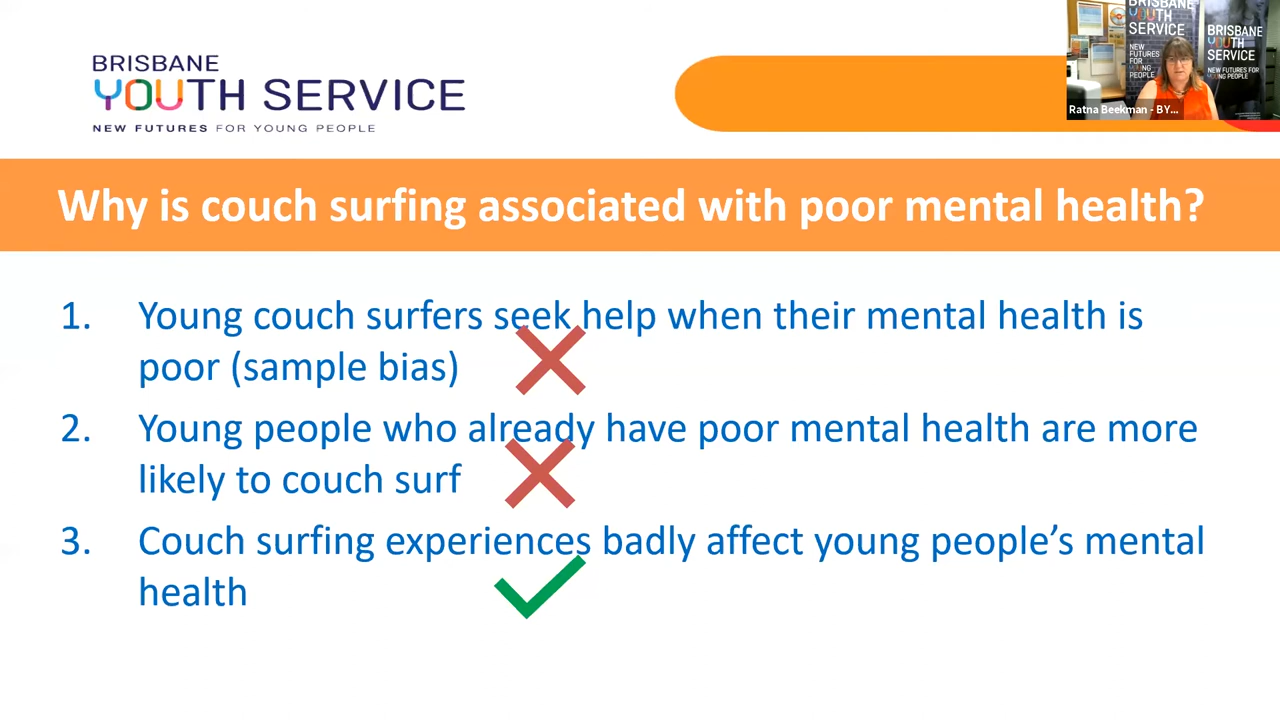 BRISBANE
YOUTH SERVICE
NEW FUTURES FOR YOUNG PEOPLE
BRISBANE
YOUTH
SERVICE
NEW
FUTURES
FOR
YOUNG
PEOPLE
BRISBANE
YOUTH
SERVICE
NEW FUTURES FOR
YOUNG PEOPLE
Ratna Beekman - BY...
Why is couch surfing associated with poor mental health?
1. Young couch surfers seek help when their mental health is
poor (sample bias)
2. Young people who already have poor mental health are more
likely to couch surf
3. Couch surfing experiences badly affect young people's mental
health